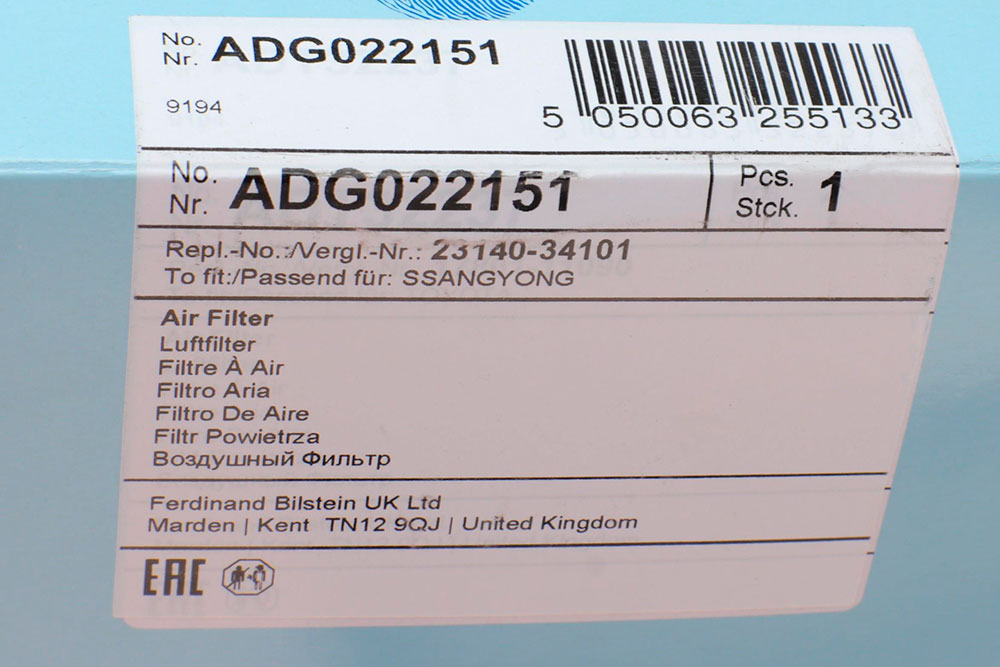 No.
Nr. ADG022151
9194
5 050063 255133
No.
Nr. ADG022151
Pcs.
Stck. 1
Repl.-No.:/Vergl.-Nr.: 23140-34101
To fit:/Passend für: SSANGYONG
Air Filter
Luftfilter
Filtre À Air
Filtro Aria
Filtro De Aire
Filtr Powietrza
Воздушный Фильтр
Ferdinand Bilstein UK Ltd
Marden | Kent TN12 9QJ | United Kingdom
EAC